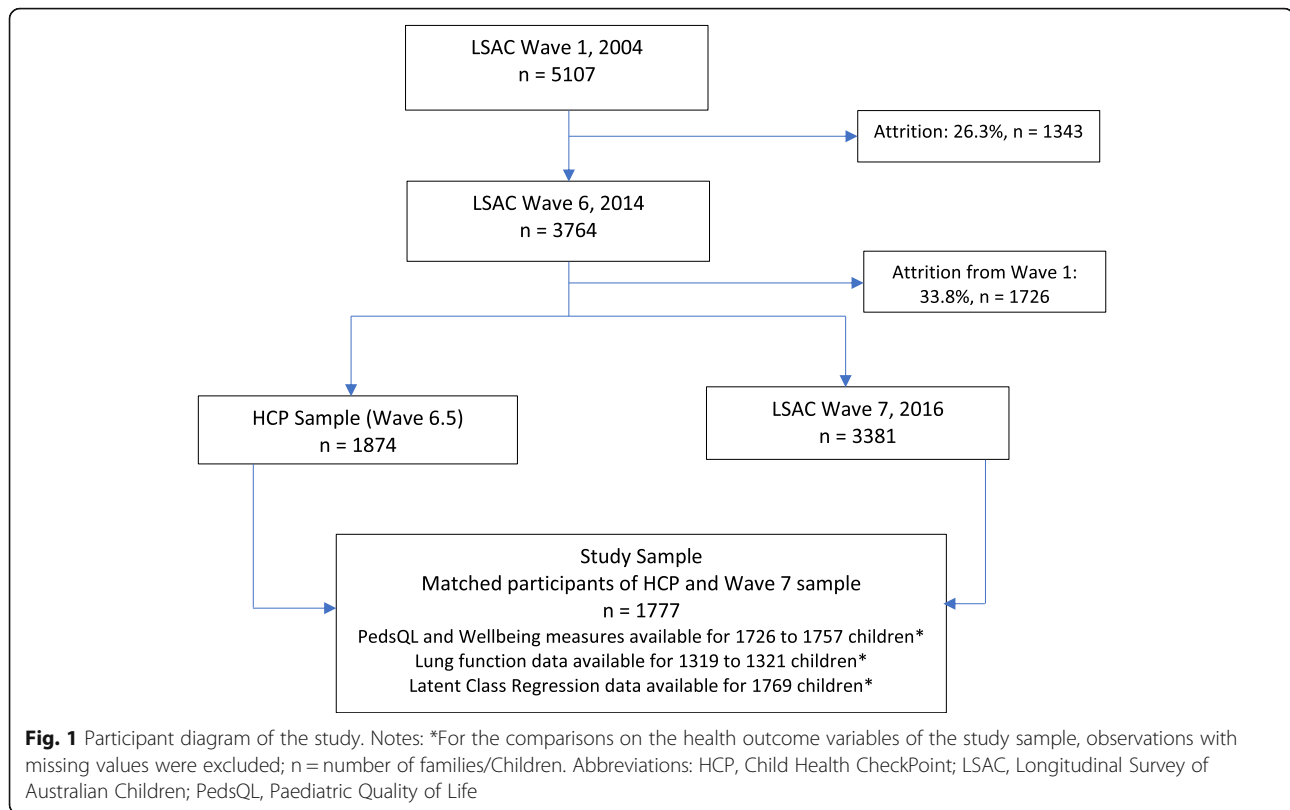 LSAC Wave 1, 2004
n = 5107
Attrition: 26.3%, n = 1343
LSAC Wave 6, 2014
n = 3764
Attrition from Wave 1:
33.8%, n = 1726
HCP Sample (Wave 6.5)
n = 1874
LSAC Wave 7, 2016
n = 3381
Study Sample
Matched participants of HCP and Wave 7 sample
n = 1777
PedsQL and Wellbeing measures available for 1726 to 1757 children*
Lung function data available for 1319 to 1321 children*
Latent Class Regression data available for 1769 children*
Fig. 1 Participant diagram of the study. Notes: *For the comparisons on the health outcome variables of the study sample, observations with
missing values were excluded; n = number of families/Children. Abbreviations: HCP, Child Health CheckPoint; LSAC, Longitudinal Survey of
Australian Children; PedsQL, Paediatric Quality of Life